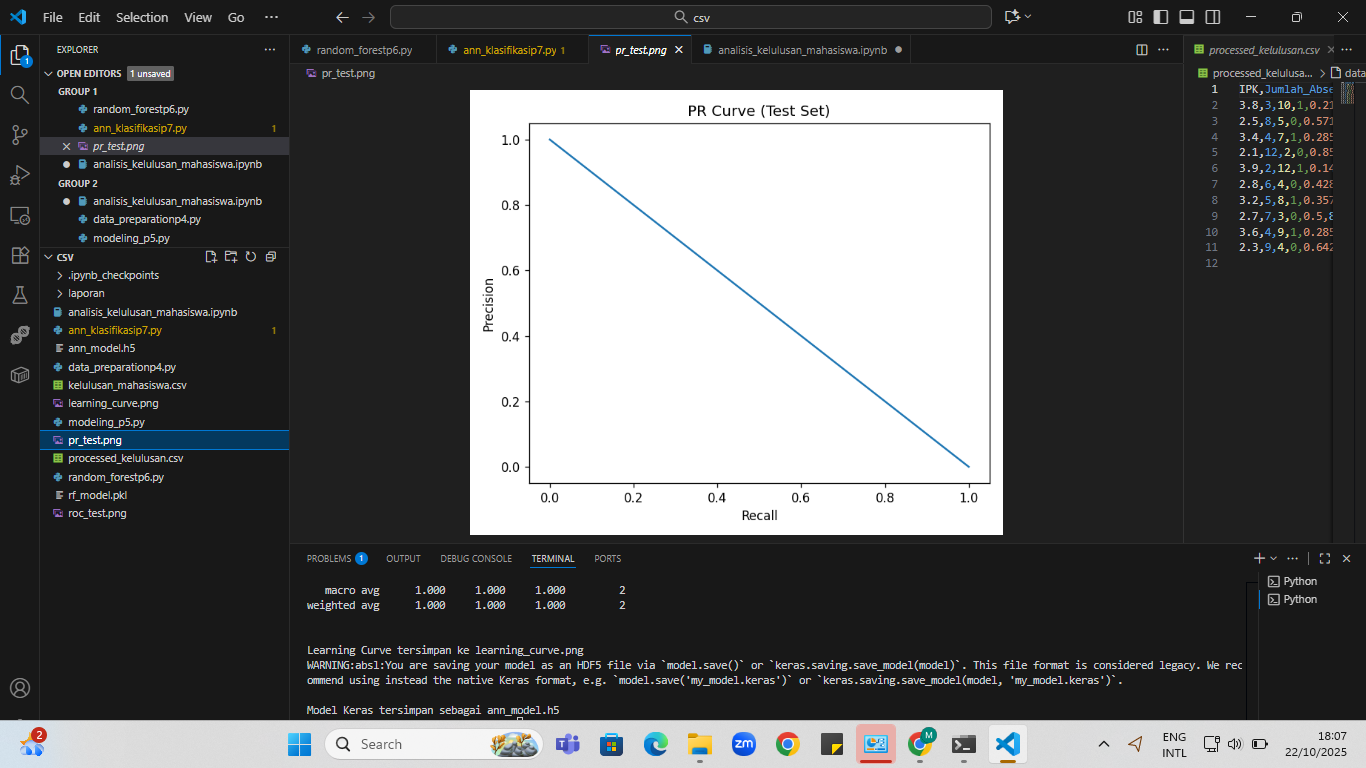 File Edit Selection View Go ··· csv
EXPLORER
OPEN EDITORS 1 unsaved
GROUP 1
random_forestp6.py
ann_klasifikasip7.py 1
pr_test.png
analisis_kelulusan_mahasiswa.ipynb
GROUP 2
analisis_kelulusan_mahasiswa.ipynb
data_preparationp4.py
modeling_p5.py
CSV
.ipynb_checkpoints
laporan
analisis_kelulusan_mahasiswa.ipynb
ann_klasifikasip7.py 1
ann_model.h5
data_preparationp4.py
kelulusan_mahasiswa.csv
learning_curve.png
modeling_p5.py
pr_test.png
processed_kelulusan.csv
random_forestp6.py
rf_model.pkl
roc_test.png
1
random_forestp6.py ann_klasifikasip7.py 1 pr_test.png analisis_kelulusan_mahasiswa.ipynb
pr_test.png
PR Curve (Test Set)
Precision
1.0
0.8
0.6
0.4
0.2
0.0
0.0 0.2 0.4 0.6 0.8 1.0
Recall
processed_kelulusan.csv
processed_kelulusa... data
1 IPK,Jumlah_Abse
2 3.8,3,10,1,0.21
3 2.5,8,5,0,0.571
4 3.4,4,7,1,0.285
5 2.1,12,2,0,0.85
6 3.9,2,12,1,0.14
7 2.8,6,4,0,0.428
8 3.2,5,8,1,0.357
9 2.7,7,3,0,0.5,8
10 3.6,4,9,1,0.285
11 2.3,9,4,0,0.642
12
PROBLEMS 1 OUTPUT DEBUG CONSOLE TERMINAL PORTS
macro avg 1.000 1.000 1.000 2
weighted avg 1.000 1.000 1.000 2
Learning Curve tersimpan ke learning_curve.png
WARNING:absl:You are saving your model as an HDF5 file via `model.save()` or `keras.saving.save_model(model)`. This file format is considered legacy. We rec
ommend using instead the native Keras format, e.g. `model.save('my_model.keras')` or `keras.saving.save_model(model, 'my_model.keras')`.
Model Keras tersimpan sebagai ann_model.h5
Python
Python
2
Search
zm
M
ENG
INTL
18:07
22/10/2025